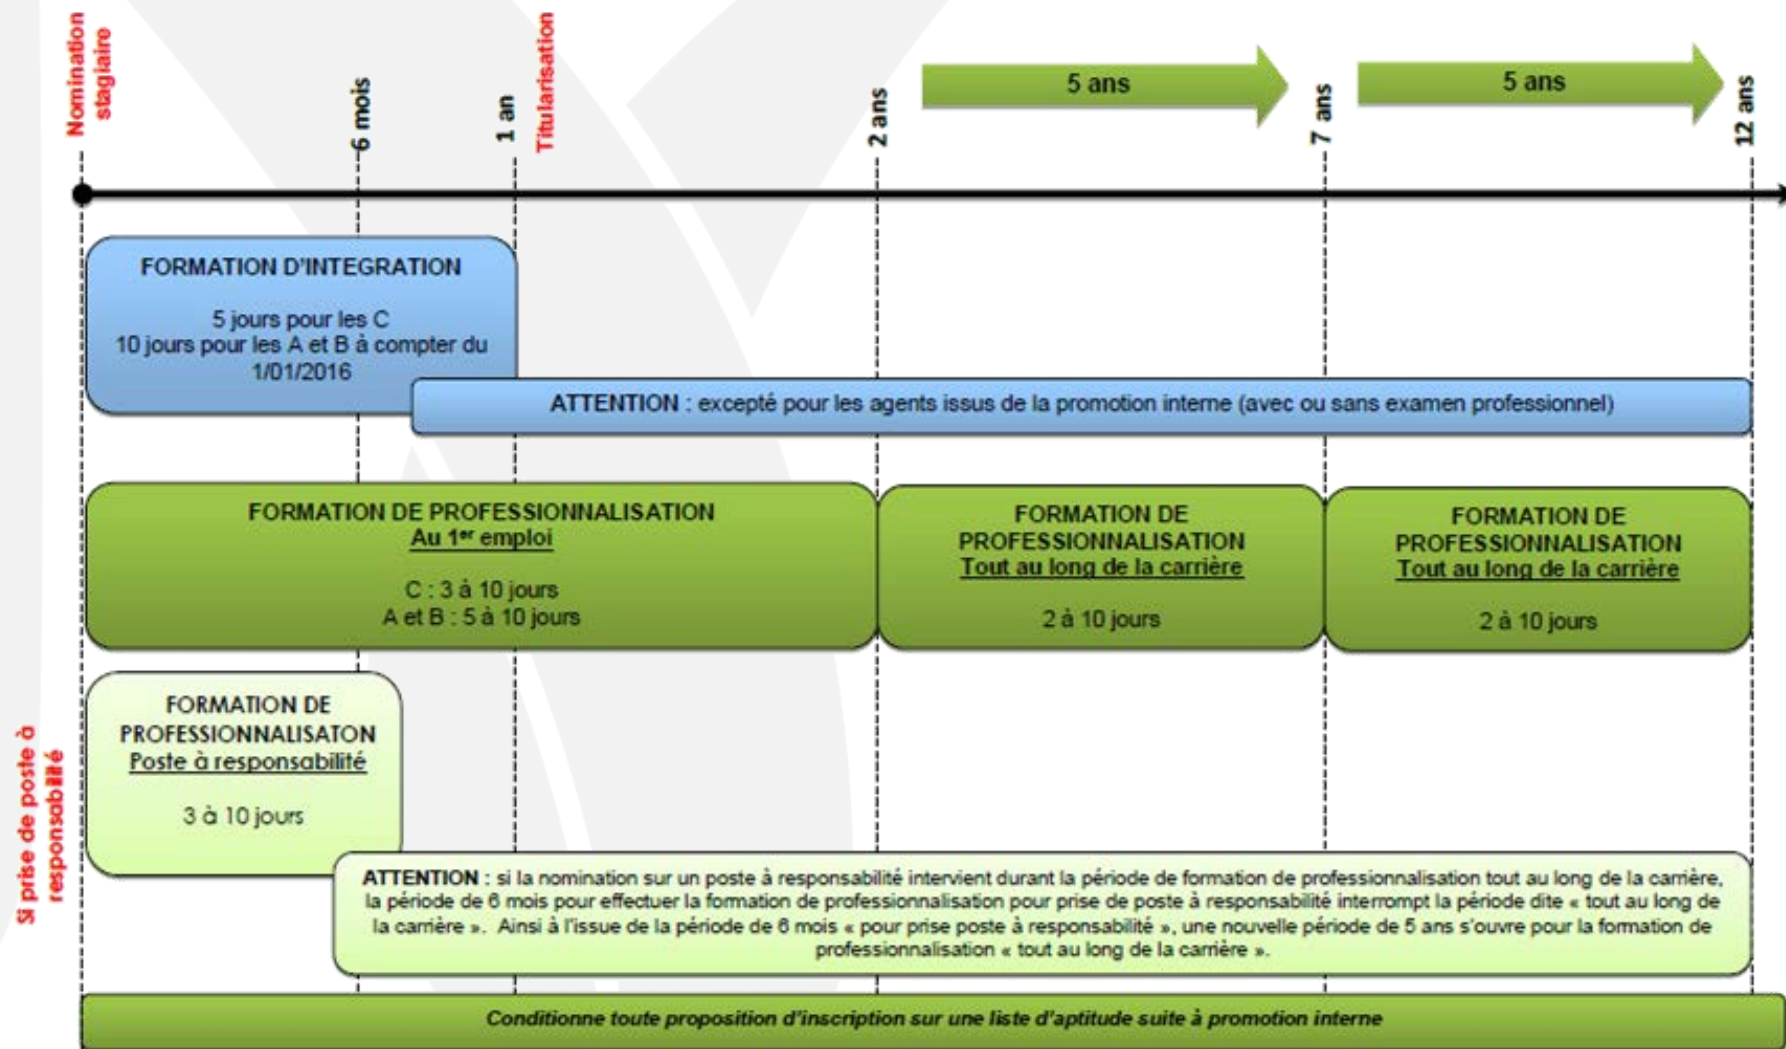 Nomination
stagiaire
6 mois
1 an
Titularisation
2 ans
5 ans
7 ans
5 ans
12 ans
FORMATION D'INTEGRATION
5 jours pour les C
10 jours pour les A et B à compter du
1/01/2016
ATTENTION : excepté pour les agents issus de la promotion interne (avec ou sans examen professionnel)
FORMATION DE PROFESSIONNALISATION
Au 1er emploi
C : 3 à 10 jours
A et B : 5 à 10 jours
FORMATION DE
PROFESSIONNALISATION
Tout au long de la carrière
2 à 10 jours
FORMATION DE
PROFESSIONNALISATION
Tout au long de la carrière
2 à 10 jours
Si prise de poste à
responsabilité
FORMATION DE
PROFESSIONNALISATON
Poste à responsabilité
3 à 10 jours
ATTENTION : si la nomination sur un poste à responsabilité intervient durant la période de formation de professionnalisation tout au long de la carrière,
la période de 6 mois pour effectuer la formation de professionnalisation pour prise de poste à responsabilité interrompt la période dite « tout au long de
la carrière ». Ainsi à l'issue de la période de 6 mois « pour prise poste à responsabilité », une nouvelle période de 5 ans s'ouvre pour la formation de
professionnalisation « tout au long de la carrière ».
Conditionne toute proposition d'inscription sur une liste d'aptitude suite à promotion interne